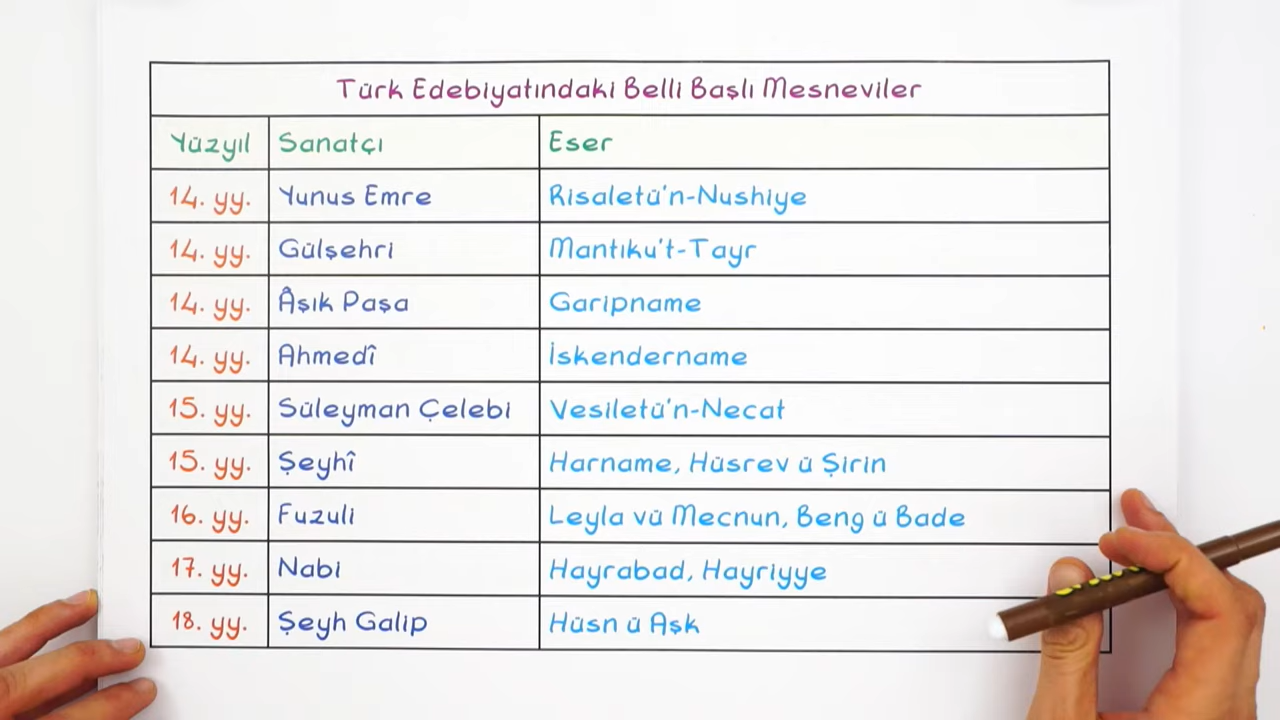 Türk Edebiyatındaki Belli Başlı Mesneviler
Yüzyıl Sanatçı Eser
14. yy. Yunus Emre Risaletü'n-Nushiye
14. yy. Gülşehri Mantıku't-Tayr
14. yy. Âşık Paşa Garipname
14. yy. Ahmedî İskendername
15. yy. Süleyman Çelebi Vesiletü'n-Necat
15. yy. Şeyhî Harname, Hüsrev ü Şirin
16. yy. Fuzuli Leyla vü Mecnun, Beng ü Bade
17. yy. Nabi Hayrabad, Hayriyye
18. yy. Şeyh Galip Hüsn ü Aşk